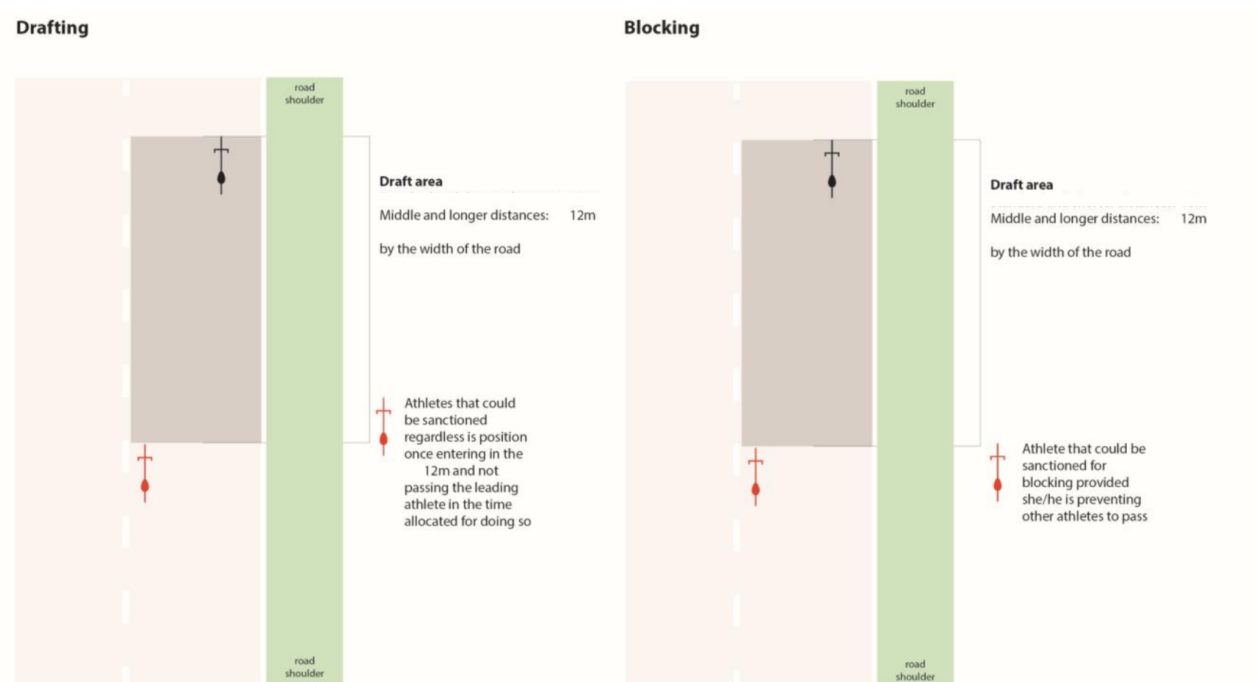 Drafting
road
shoulder
Draft area
Middle and longer distances: 12m
by the width of the road
Athletes that could
be sanctioned
regardless is position
once entering in the
12m and not
passing the leading
athlete in the time
allocated for doing so
road
shoulder
Blocking
road
shoulder
Draft area
Middle and longer distances: 12m
by the width of the road
Athlete that could be
sanctioned for
blocking provided
she/he is preventing
other athletes to pass
road
shoulder